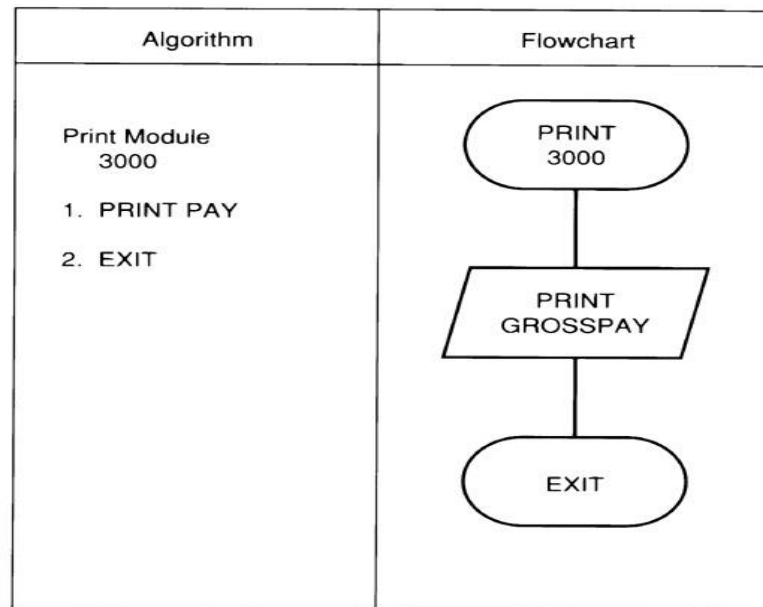 Algorithm
Flowchart
Print Module
3000
1. PRINT PAY
2. EXIT
PRINT
3000
PRINT
GROSSPAY
EXIT